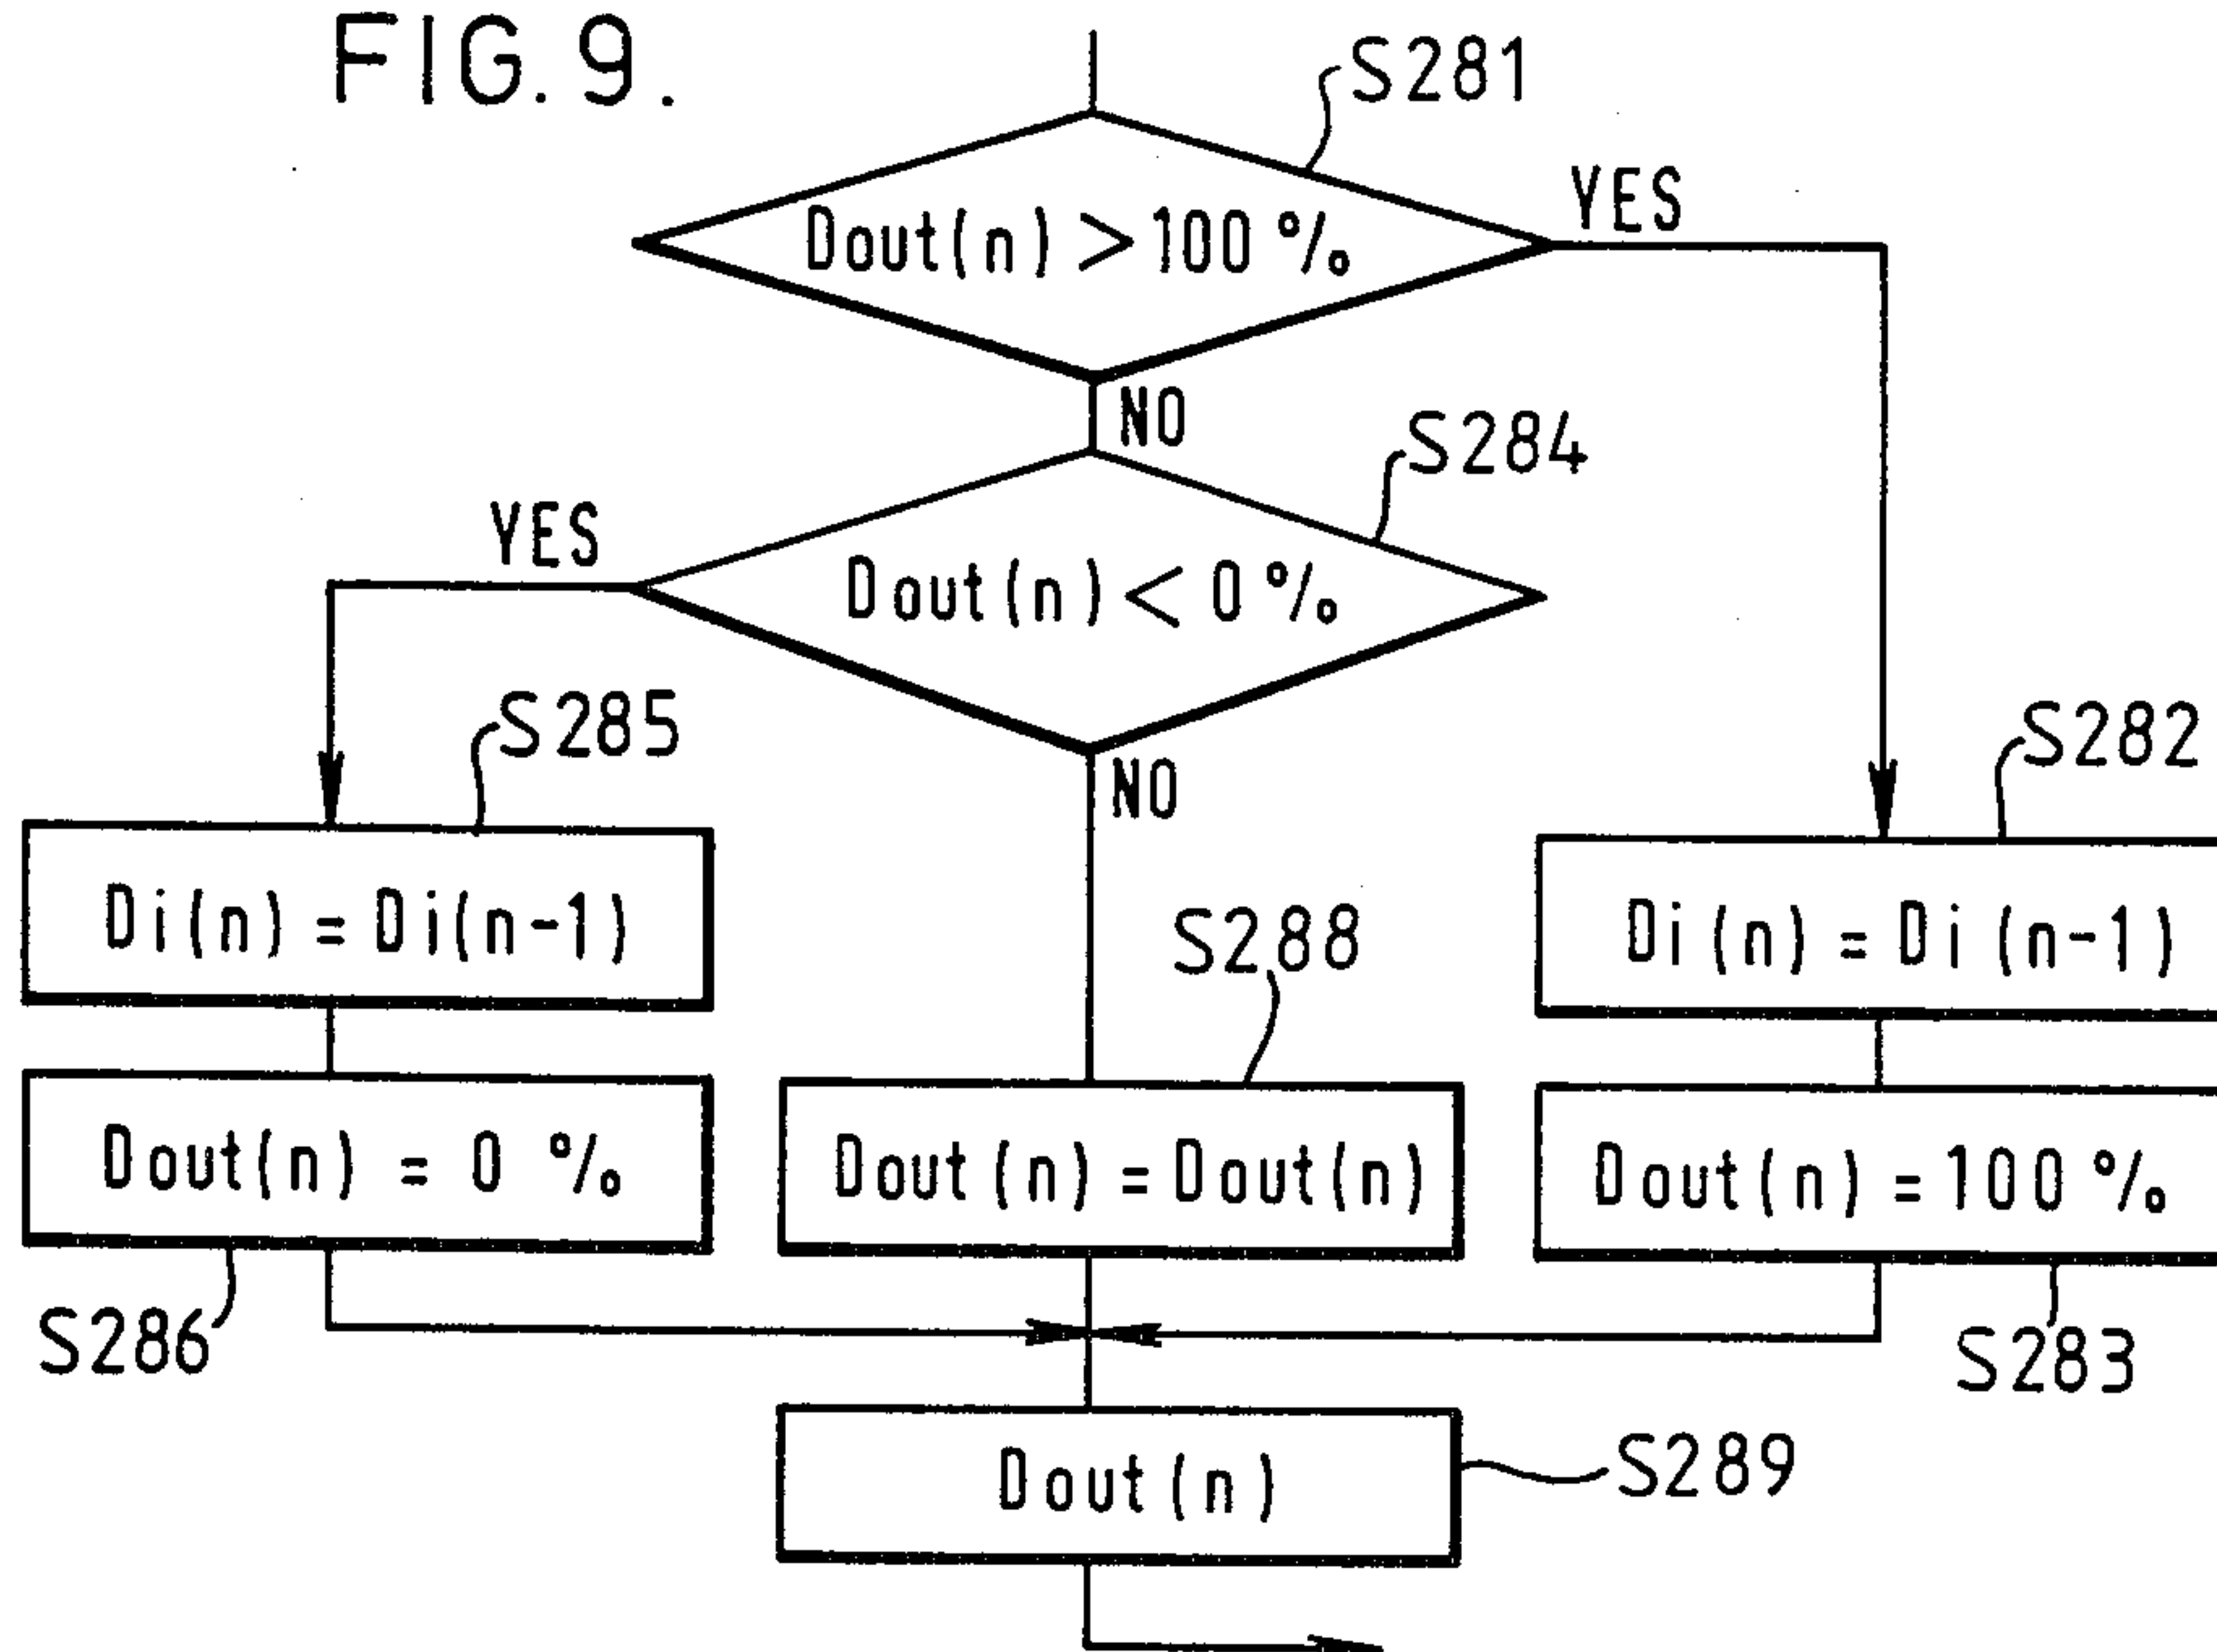 FIG. 9.
S281
Dout(n) > 100 %
YES
NO
S284
YES
Dout(n) < 0 %
NO
S285
S282
Di(n) = Di(n-1)
S288
Di(n) = Di(n-1)
Dout(n) = 0 %
Dout(n) = Dout(n)
Dout(n) = 100 %
S286
S283
Dout(n)
S289